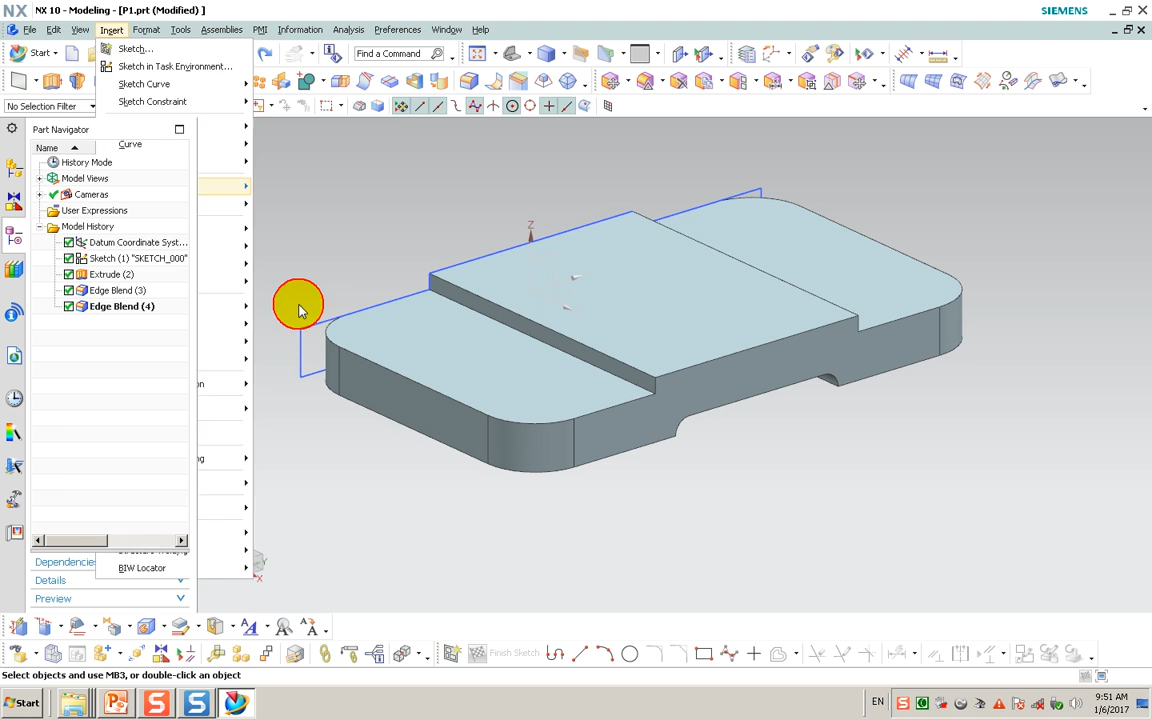 NX NX 10 - Modeling - [P1.prt (Modified) ] SIEMENS
File Edit View Insert Format Tools Assemblies PMI Information Analysis Preferences Window Help
Start Find a Command
Sketch...
Sketch in Task Environment...
Sketch Curve
Sketch Constraint
No Selection Filter
Part Navigator
Name
Curve
History Mode
Model Views
Cameras
User Expressions
Model History
Datum Coordinate Syst...
Sketch (1) "SKETCH_000"
Extrude (2)
Edge Blend (3)
Edge Blend (4)
Z
X
Dependencies
BIW Locator
Details
Preview
Finish Sketch
Select objects and use MB3, or double-click an object
Start EN 9:51 AM
1/6/2017